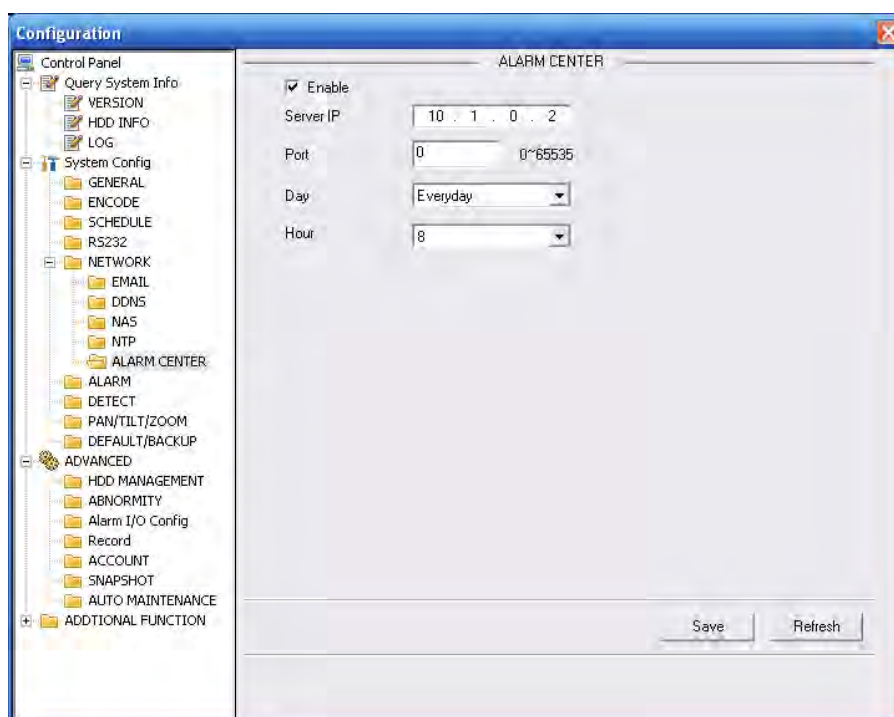 Configuration
Control Panel
Query System Info
VERSION
HDD INFO
LOG
System Config
GENERAL
ENCODE
SCHEDULE
RS232
NETWORK
EMAIL
DDNS
NAS
NTP
ALARM CENTER
ALARM
DETECT
PAN/TILT/ZOOM
DEFAULT/BACKUP
ADVANCED
HDD MANAGEMENT
ABNORMITY
Alarm I/O Config
Record
ACCOUNT
SNAPSHOT
AUTO MAINTENANCE
ADDTIONAL FUNCTION
ALARM CENTER
Enable
Server IP 10 . 1 . 0 . 2
Port 0 0~65535
Day Everyday
Hour 8
Save Refresh